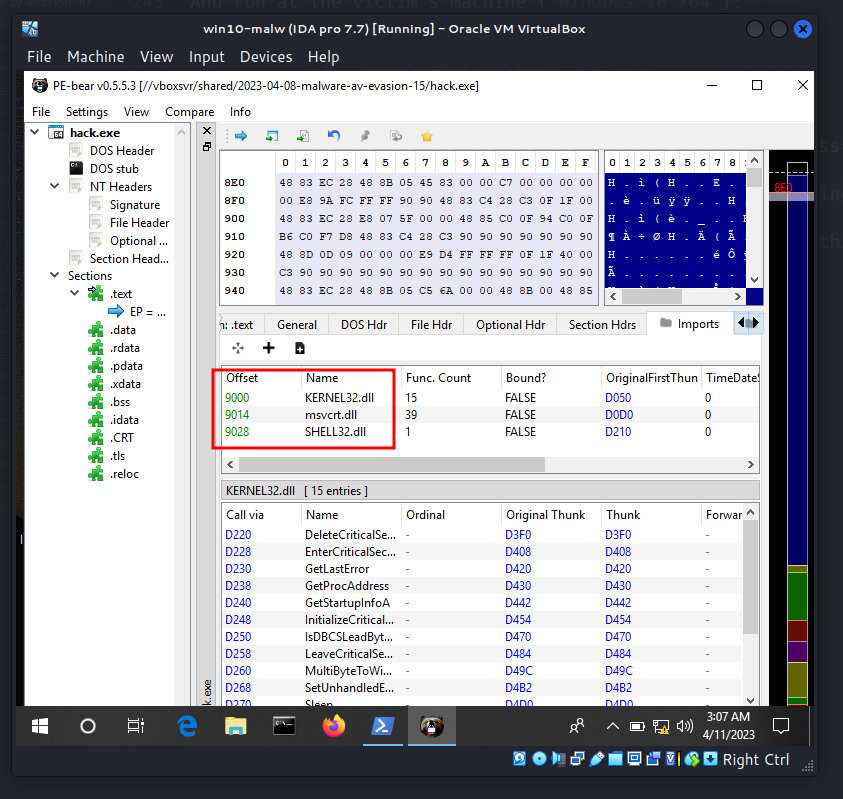 243 And run at the victim's machine ( Windows 10 x64 ):
win10-malw (IDA pro 7.7) [Running] - Oracle VM VirtualBox
File Machine View Input Devices Help
PE-bear v0.5.5.3 [//vboxsvr/shared/2023-04-08-malware-av-evasion-15/hack.exe]
File Settings View Compare Info
hack.exe
DOS Header
DOS stub
NT Headers
Signature
File Header
Optional ...
Section Head...
Sections
.text
EP = ...
.data
.rdata
.pdata
.xdata
.bss
.idata
.CRT
.tls
.reloc
0 1 2 3 4 5 6 7 8 9 A B C D E F
8E0 48 83 EC 28 48 8B 05 45 83 00 00 C7 00 00 00 00
8F0 00 E8 9A FC FF FF 90 90 48 83 C4 28 C3 0F 1F 00
900 48 83 EC 28 E8 07 5F 00 00 48 85 C0 0F 94 C0 0F
910 B6 C0 F7 D8 48 83 C4 28 C3 90 90 90 90 90 90 90
920 48 8D 0D 09 00 00 00 E9 D4 FF FF FF 0F 1F 40 00
930 C3 90 90 90 90 90 90 90 90 90 90 90 90 90 90 90
940 48 83 EC 28 48 8B 05 C5 6A 00 00 48 8B 00 48 85
0 1 2 3 4 5 6 7 8
H . ì ( H . . E .
. è . ü ÿ ÿ . . H
H . ì ( è . _ .
¶ À ÷ Ø H . Ä ( Ã
H . . . . . . é Ô ÿ
Ã . . . . . . . .
8E0
: .text General DOS Hdr File Hdr Optional Hdr Section Hdrs Imports
Offset Name Func. Count Bound? OriginalFirstThun TimeDateS
9000 KERNEL32.dll 15 FALSE D050 0
9014 msvcrt.dll 39 FALSE D0D0 0
9028 SHELL32.dll 1 FALSE D210 0
KERNEL32.dll [ 15 entries ]
Call via Name Ordinal Original Thunk Thunk Forwar
D220 DeleteCriticalSe... - D3F0 D3F0 -
D228 EnterCriticalSec... - D408 D408 -
D230 GetLastError - D420 D420 -
D238 GetProcAddress - D430 D430 -
D240 GetStartupInfoA - D442 D442 -
D248 InitializeCritical... - D454 D454 -
D250 IsDBCSLeadByt... - D470 D470 -
D258 LeaveCriticalSe... - D484 D484 -
D260 MultiByteToWi... - D49C D49C -
D268 SetUnhandledE... - D4B2 D4B2 -
D270 Sleep - D4D0 D4D0 -
k.exe
3:07 AM
4/11/2023
Right Ctrl